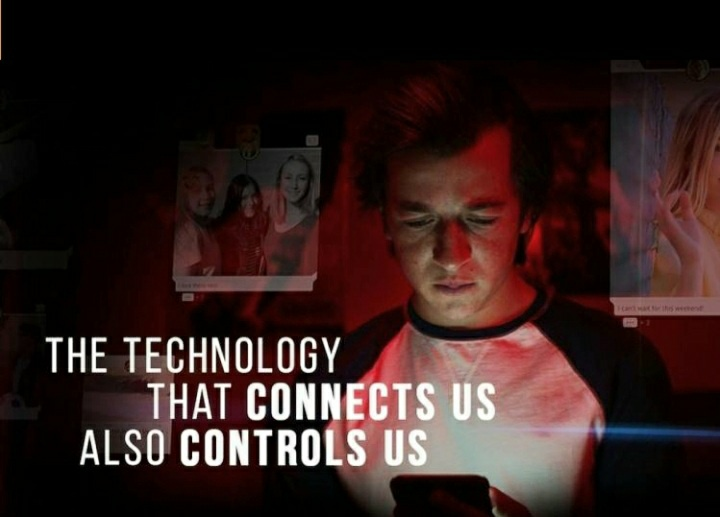 THE TECHNOLOGY
THAT CONNECTS US
ALSO CONTROLS US
I can't wait for this weekend!